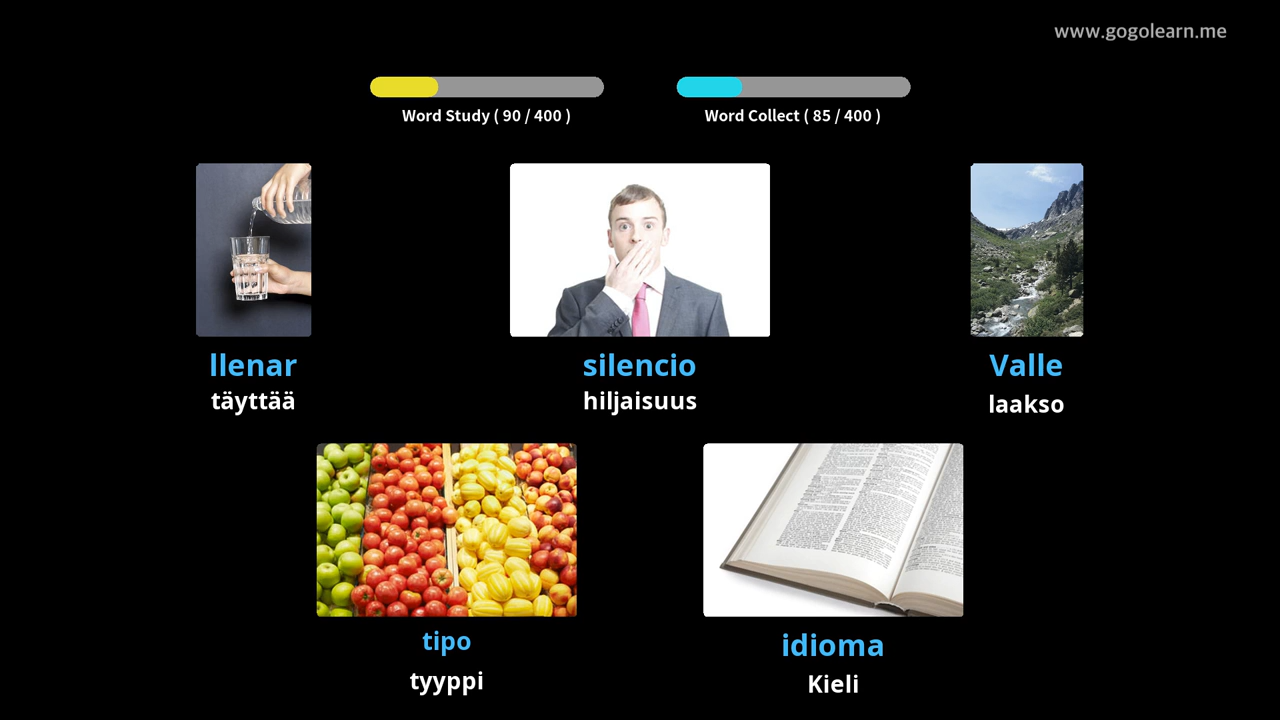 www.gogolearn.me
Word Study ( 90 / 400 )
Word Collect ( 85 / 400 )
llenar
täyttää
silencio
hiljaisuus
Valle
laakso
tipo
tyyppi
idioma
Kieli